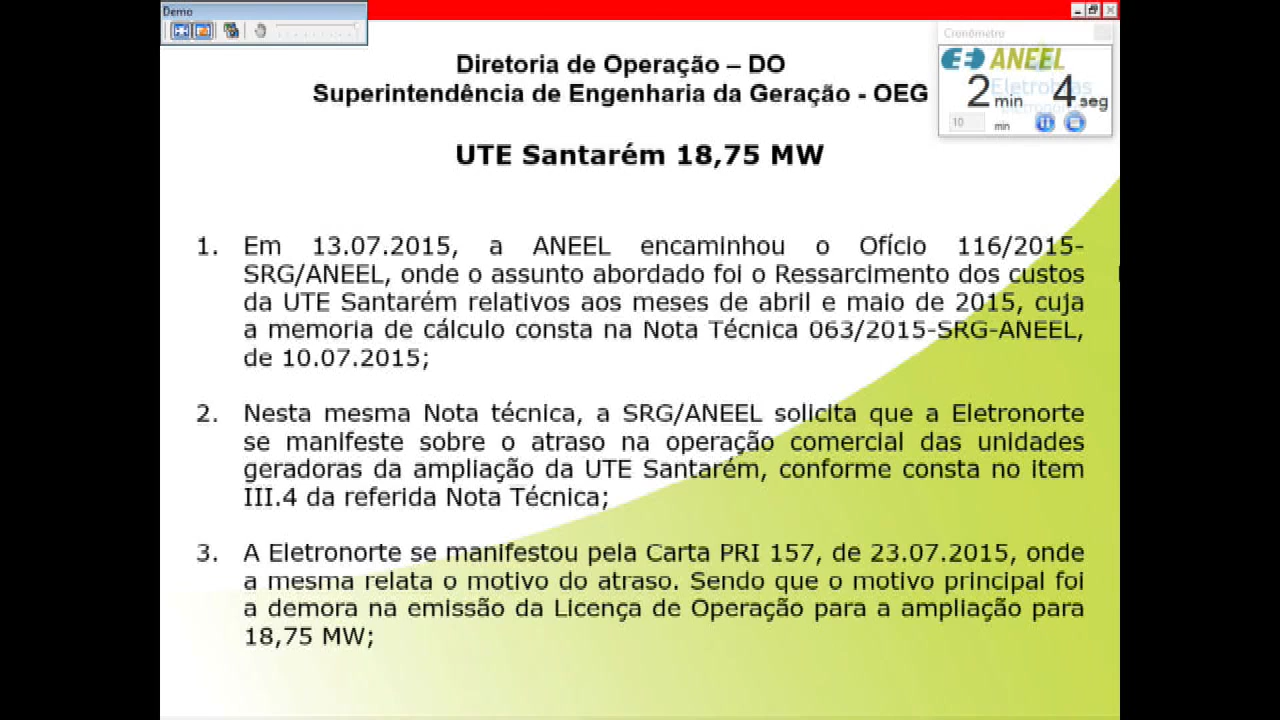 Demo
Cronômetro
Diretoria de Operação – DO
Superintendência de Engenharia da Geração - OEG
ANEEL
Eletrobras
2 min 4 seg
10 min
UTE Santarém 18,75 MW
1. Em 13.07.2015, a ANEEL encaminhou o Ofício 116/2015-
SRG/ANEEL, onde o assunto abordado foi o Ressarcimento dos custos
da UTE Santarém relativos aos meses de abril e maio de 2015, cuja
a memoria de cálculo consta na Nota Técnica 063/2015-SRG-ANEEL,
de 10.07.2015;
2. Nesta mesma Nota técnica, a SRG/ANEEL solicita que a Eletronorte
se manifeste sobre o atraso na operação comercial das unidades
geradoras da ampliação da UTE Santarém, conforme consta no item
III.4 da referida Nota Técnica;
3. A Eletronorte se manifestou pela Carta PRI 157, de 23.07.2015, onde
a mesma relata o motivo do atraso. Sendo que o motivo principal foi
a demora na emissão da Licença de Operação para a ampliação para
18,75 MW;